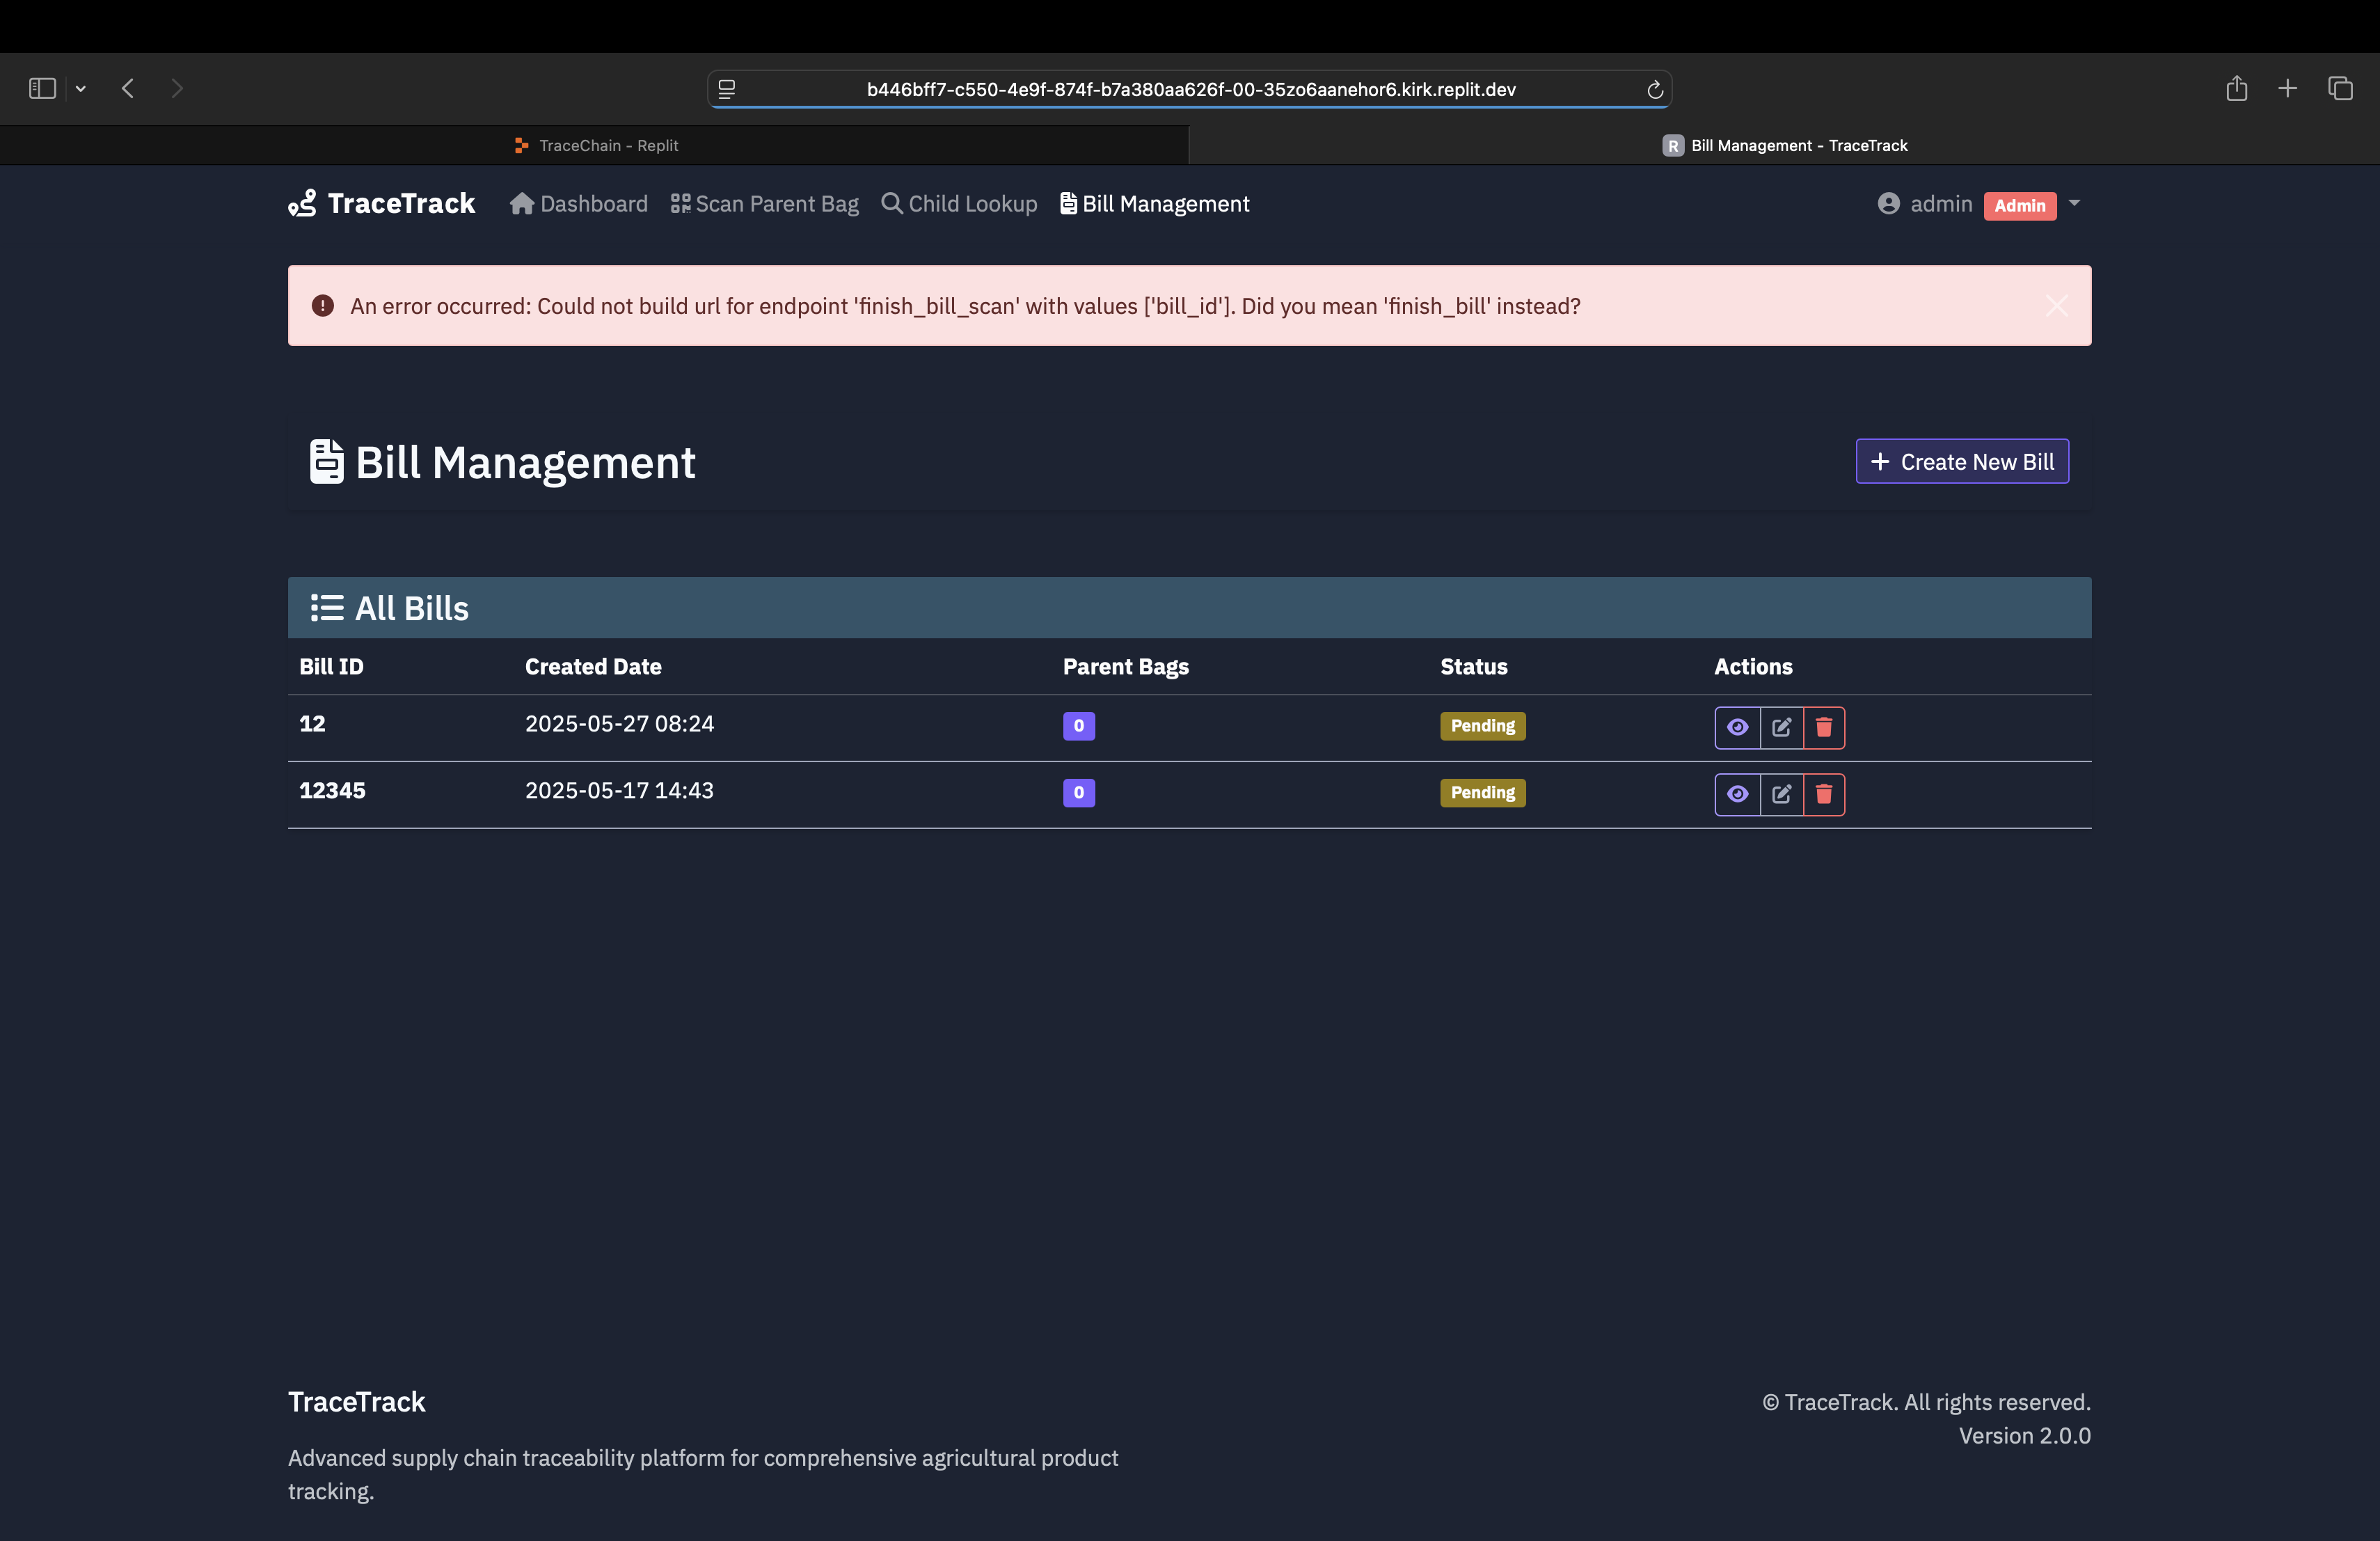 b446bff7-c550-4e9f-874f-b7a380aa626f-00-35zo6aanehor6.kirk.replit.dev
TraceChain - Replit
R Bill Management - TraceTrack
TraceTrack Dashboard Scan Parent Bag Child Lookup Bill Management admin Admin
An error occurred: Could not build url for endpoint 'finish_bill_scan' with values ['bill_id']. Did you mean 'finish_bill' instead?
Bill Management
+ Create New Bill
All Bills
Bill ID Created Date Parent Bags Status Actions
12 2025-05-27 08:24 0 Pending
12345 2025-05-17 14:43 0 Pending
TraceTrack
Advanced supply chain traceability platform for comprehensive agricultural product
tracking.
© TraceTrack. All rights reserved.
Version 2.0.0